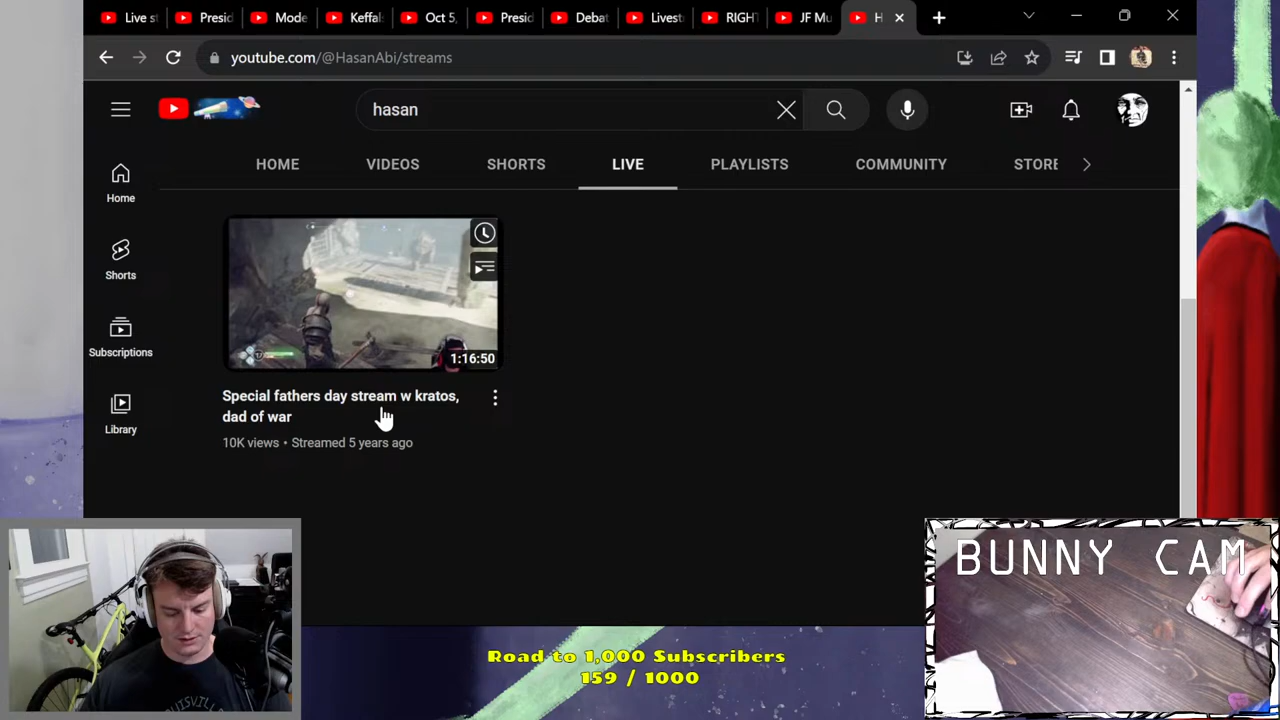 Live s
Presid
Mode
Keffal
Oct 5,
Presid
Debat
Livest
RIGH
JF Mu
H
youtube.com/@HasanAbi/streams
hasan
HOME VIDEOS SHORTS LIVE PLAYLISTS COMMUNITY STORE
Home
Shorts
Subscriptions
Library
1:16:50
Special fathers day stream w kratos,
dad of war
10K views • Streamed 5 years ago
BUNNY CAM
Road to 1,000 Subscribers
159 / 1000